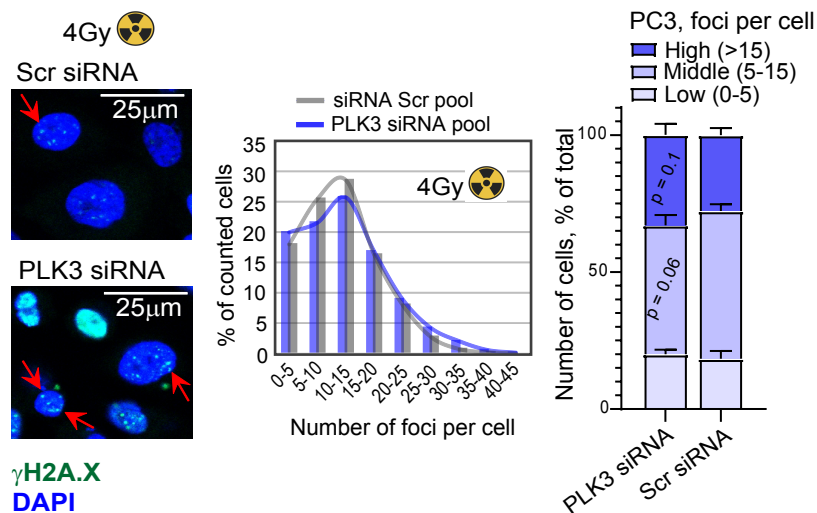 4Gy
Scr siRNA
25μm
PLK3 siRNA
25μm
γH2A.X
DAPI
siRNA Scr pool
PLK3 siRNA pool
4Gy
% of counted cells
35
30
25
20
15
10
5
0
0-5
5-10
10-15
15-20
20-25
25-30
30-35
35-40
40-45
Number of foci per cell
PC3, foci per cell
High (>15)
Middle (5-15)
Low (0-5)
Number of cells, % of total
100
50
0
p = 0.1
p = 0.06
PLK3 siRNA
Scr siRNA